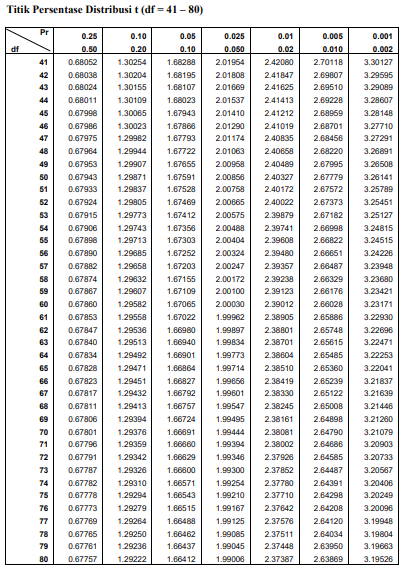 Titik Persentase Distribusi t (df = 41 – 80)
Pr 0.25 0.10 0.05 0.025 0.01 0.005 0.001
df 0.50 0.20 0.10 0.050 0.02 0.010 0.002
41 0.68052 1.30254 1.68288 2.01954 2.42080 2.70118 3.30127
42 0.68038 1.30204 1.68195 2.01808 2.41847 2.69807 3.29595
43 0.68024 1.30155 1.68107 2.01669 2.41625 2.69510 3.29089
44 0.68011 1.30109 1.68023 2.01537 2.41413 2.69228 3.28607
45 0.67998 1.30065 1.67943 2.01410 2.41212 2.68959 3.28148
46 0.67986 1.30023 1.67866 2.01290 2.41019 2.68701 3.27710
47 0.67975 1.29982 1.67793 2.01174 2.40835 2.68456 3.27291
48 0.67964 1.29944 1.67722 2.01063 2.40658 2.68220 3.26891
49 0.67953 1.29907 1.67655 2.00958 2.40489 2.67995 3.26508
50 0.67943 1.29871 1.67591 2.00856 2.40327 2.67779 3.26141
51 0.67933 1.29837 1.67528 2.00758 2.40172 2.67572 3.25789
52 0.67924 1.29805 1.67469 2.00665 2.40022 2.67373 3.25451
53 0.67915 1.29773 1.67412 2.00575 2.39879 2.67182 3.25127
54 0.67906 1.29743 1.67356 2.00488 2.39741 2.66998 3.24815
55 0.67898 1.29713 1.67303 2.00404 2.39608 2.66822 3.24515
56 0.67890 1.29685 1.67252 2.00324 2.39480 2.66651 3.24226
57 0.67882 1.29658 1.67203 2.00247 2.39357 2.66487 3.23948
58 0.67874 1.29632 1.67155 2.00172 2.39238 2.66329 3.23680
59 0.67867 1.29607 1.67109 2.00100 2.39123 2.66176 3.23421
60 0.67860 1.29582 1.67065 2.00030 2.39012 2.66028 3.23171
61 0.67853 1.29558 1.67022 1.99962 2.38905 2.65886 3.22930
62 0.67847 1.29536 1.66980 1.99897 2.38801 2.65748 3.22696
63 0.67840 1.29513 1.66940 1.99834 2.38701 2.65615 3.22471
64 0.67834 1.29492 1.66901 1.99773 2.38604 2.65485 3.22253
65 0.67828 1.29471 1.66864 1.99714 2.38510 2.65360 3.22041
66 0.67823 1.29451 1.66827 1.99656 2.38419 2.65239 3.21837
67 0.67817 1.29432 1.66792 1.99601 2.38330 2.65122 3.21639
68 0.67811 1.29413 1.66757 1.99547 2.38245 2.65008 3.21446
69 0.67806 1.29394 1.66724 1.99495 2.38161 2.64898 3.21260
70 0.67801 1.29376 1.66691 1.99444 2.38081 2.64790 3.21079
71 0.67796 1.29359 1.66660 1.99394 2.38002 2.64686 3.20903
72 0.67791 1.29342 1.66629 1.99346 2.37926 2.64585 3.20733
73 0.67787 1.29326 1.66600 1.99300 2.37852 2.64487 3.20567
74 0.67782 1.29310 1.66571 1.99254 2.37780 2.64391 3.20406
75 0.67778 1.29294 1.66543 1.99210 2.37710 2.64298 3.20249
76 0.67773 1.29279 1.66515 1.99167 2.37642 2.64208 3.20096
77 0.67769 1.29264 1.66488 1.99125 2.37576 2.64120 3.19948
78 0.67765 1.29250 1.66462 1.99085 2.37511 2.64034 3.19804
79 0.67761 1.29236 1.66437 1.99045 2.37448 2.63950 3.19663
80 0.67757 1.29222 1.66412 1.99006 2.37387 2.63869 3.19526